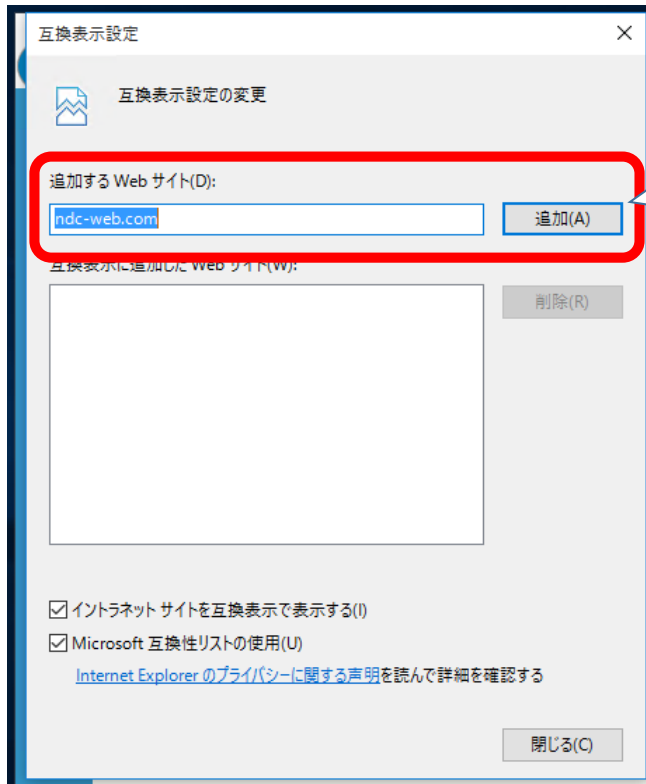 互換表示設定
互換表示設定の変更
追加する Web サイト(D):
ndc-web.com
追加(A)
互換表示に追加した Web サイト(W):
削除(R)
イントラネット サイトを互換表示で表示する(I)
Microsoft 互換性リストの使用(U)
Internet Explorer のプライバシーに関する声明を読んで詳細を確認する
閉じる(C)